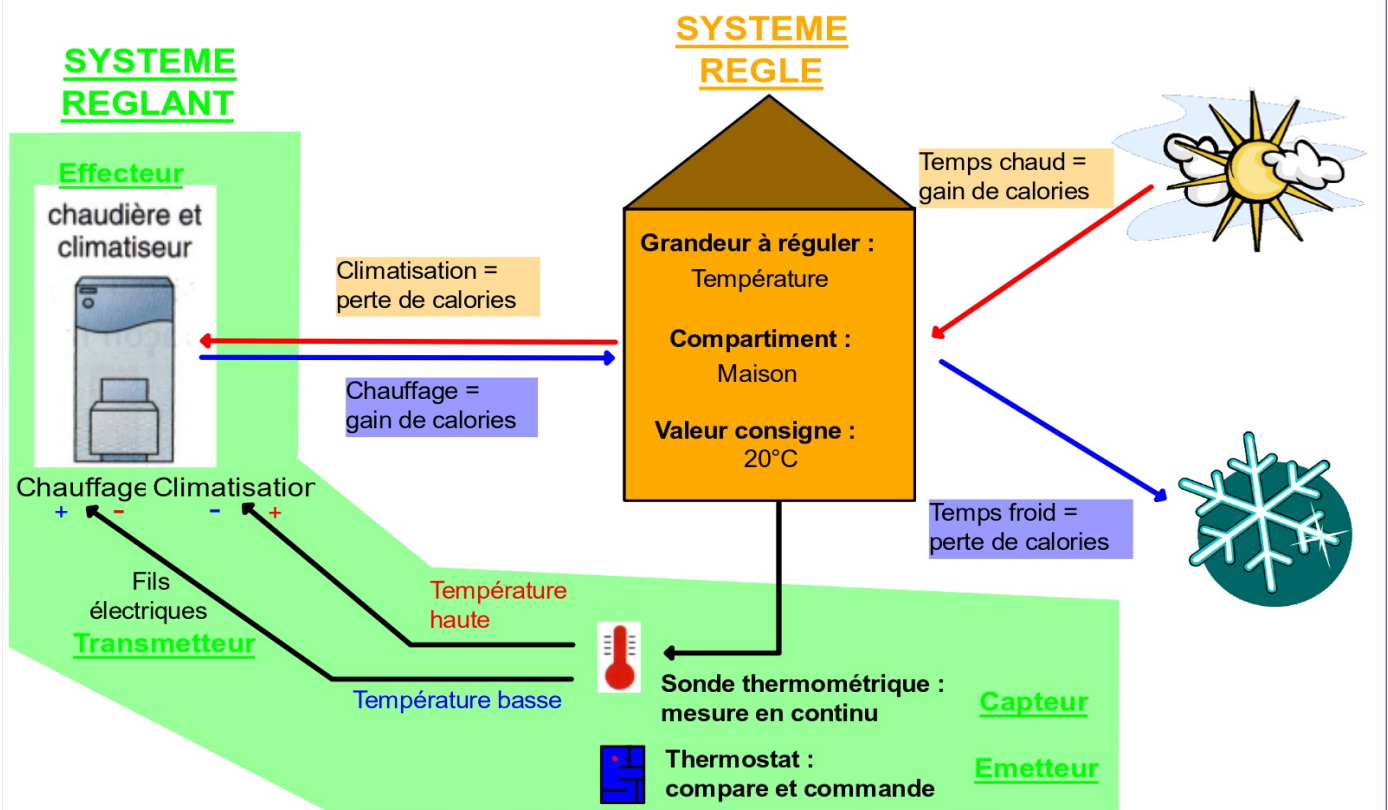 SYSTEME
REGLANT
SYSTEME
REGLE
Effecteur
chaudière et
climatiseur
Climatisation =
perte de calories
Chauffage =
gain de calories
Grandeur à réguler :
Température
Compartiment :
Maison
Valeur consigne :
20°C
Temps chaud =
gain de calories
Temps froid =
perte de calories
Chauffage Climatisation
+ - - +
Fils
électriques
Transmetteur
Température
haute
Température basse
Sonde thermométrique :
mesure en continu
Capteur
Thermostat :
compare et commande
Emetteur